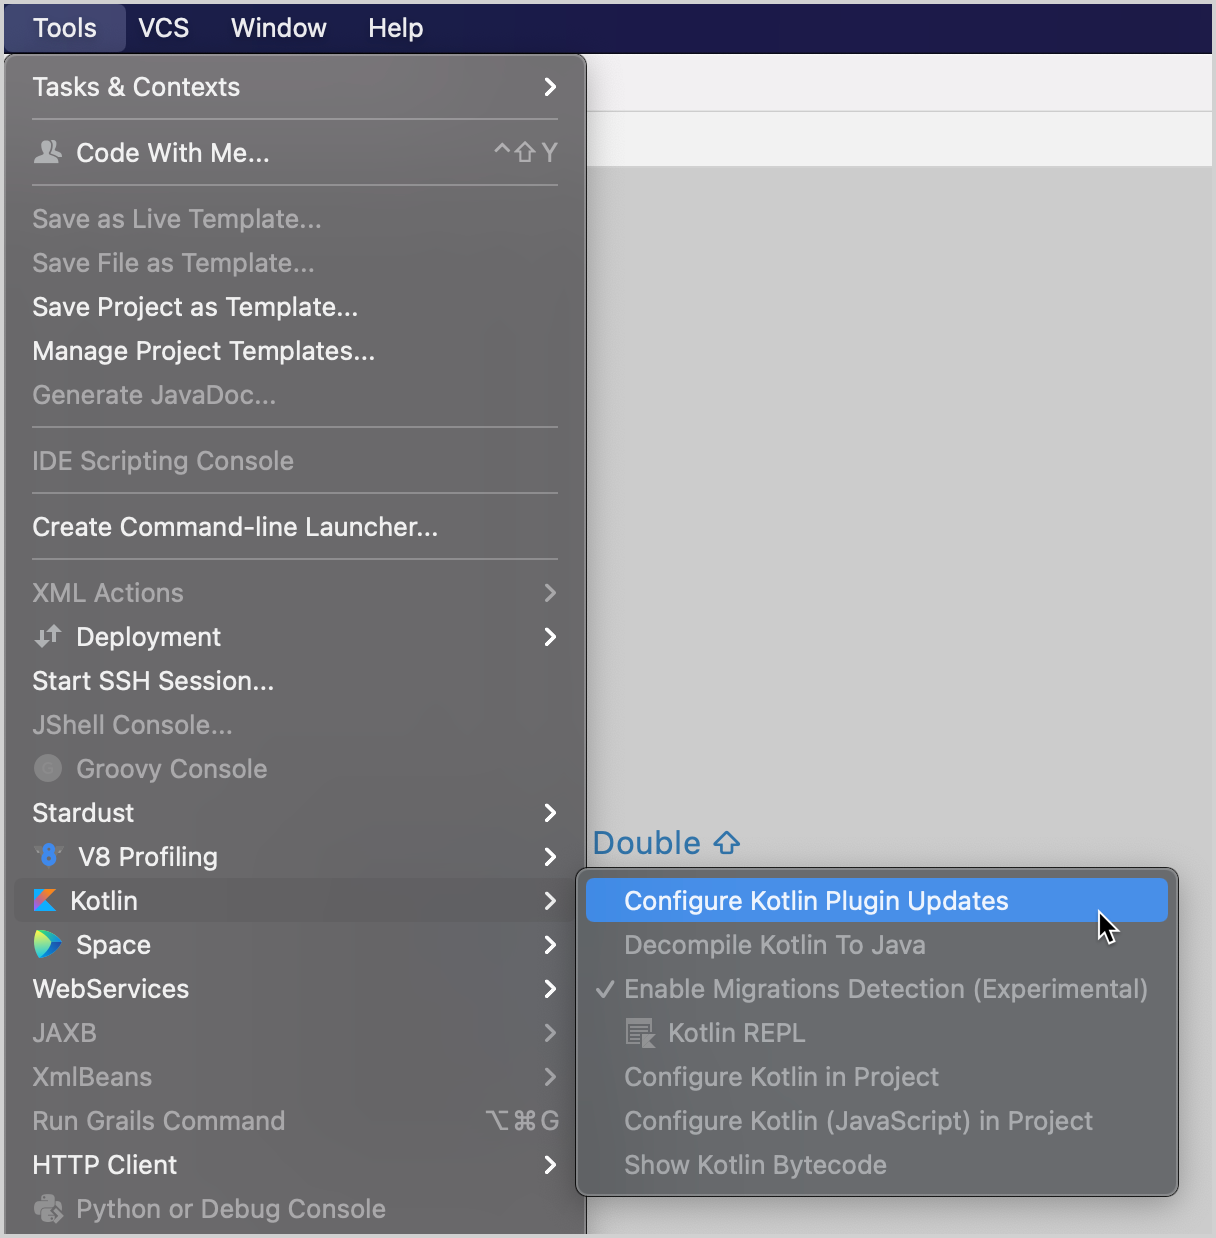 Tools VCS Window Help
Tasks & Contexts
Code With Me... ^⇧Y
Save as Live Template...
Save File as Template...
Save Project as Template...
Manage Project Templates...
Generate JavaDoc...
IDE Scripting Console
Create Command-line Launcher...
XML Actions
Deployment
Start SSH Session...
JShell Console...
Groovy Console
Stardust
Double ⇧
V8 Profiling
Kotlin
Space
WebServices
JAXB
XmlBeans
Run Grails Command ⌥⌘G
HTTP Client
Python or Debug Console
Configure Kotlin Plugin Updates
Decompile Kotlin To Java
✓ Enable Migrations Detection (Experimental)
Kotlin REPL
Configure Kotlin in Project
Configure Kotlin (JavaScript) in Project
Show Kotlin Bytecode